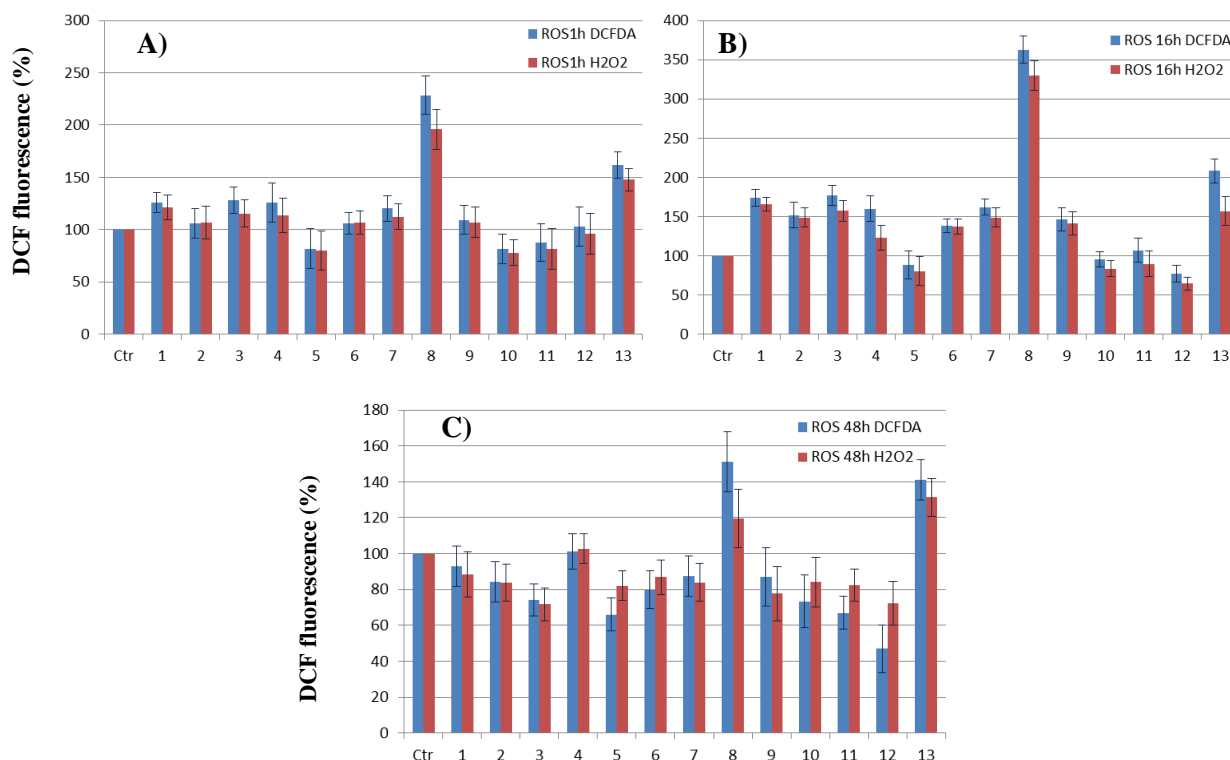 A)
ROS1h DCFDA
ROS1h H2O2
DCF fluorescence (%)
300
250
200
150
100
50
0
Ctr 1 2 3 4 5 6 7 8 9 10 11 12 13
B)
ROS 16h DCFDA
ROS 16h H2O2
400
350
300
250
200
150
100
50
0
Ctr 1 2 3 4 5 6 7 8 9 10 11 12 13
C)
ROS 48h DCFDA
ROS 48h H2O2
DCF fluorescence (%)
180
160
140
120
100
80
60
40
20
0
Ctr 1 2 3 4 5 6 7 8 9 10 11 12 13